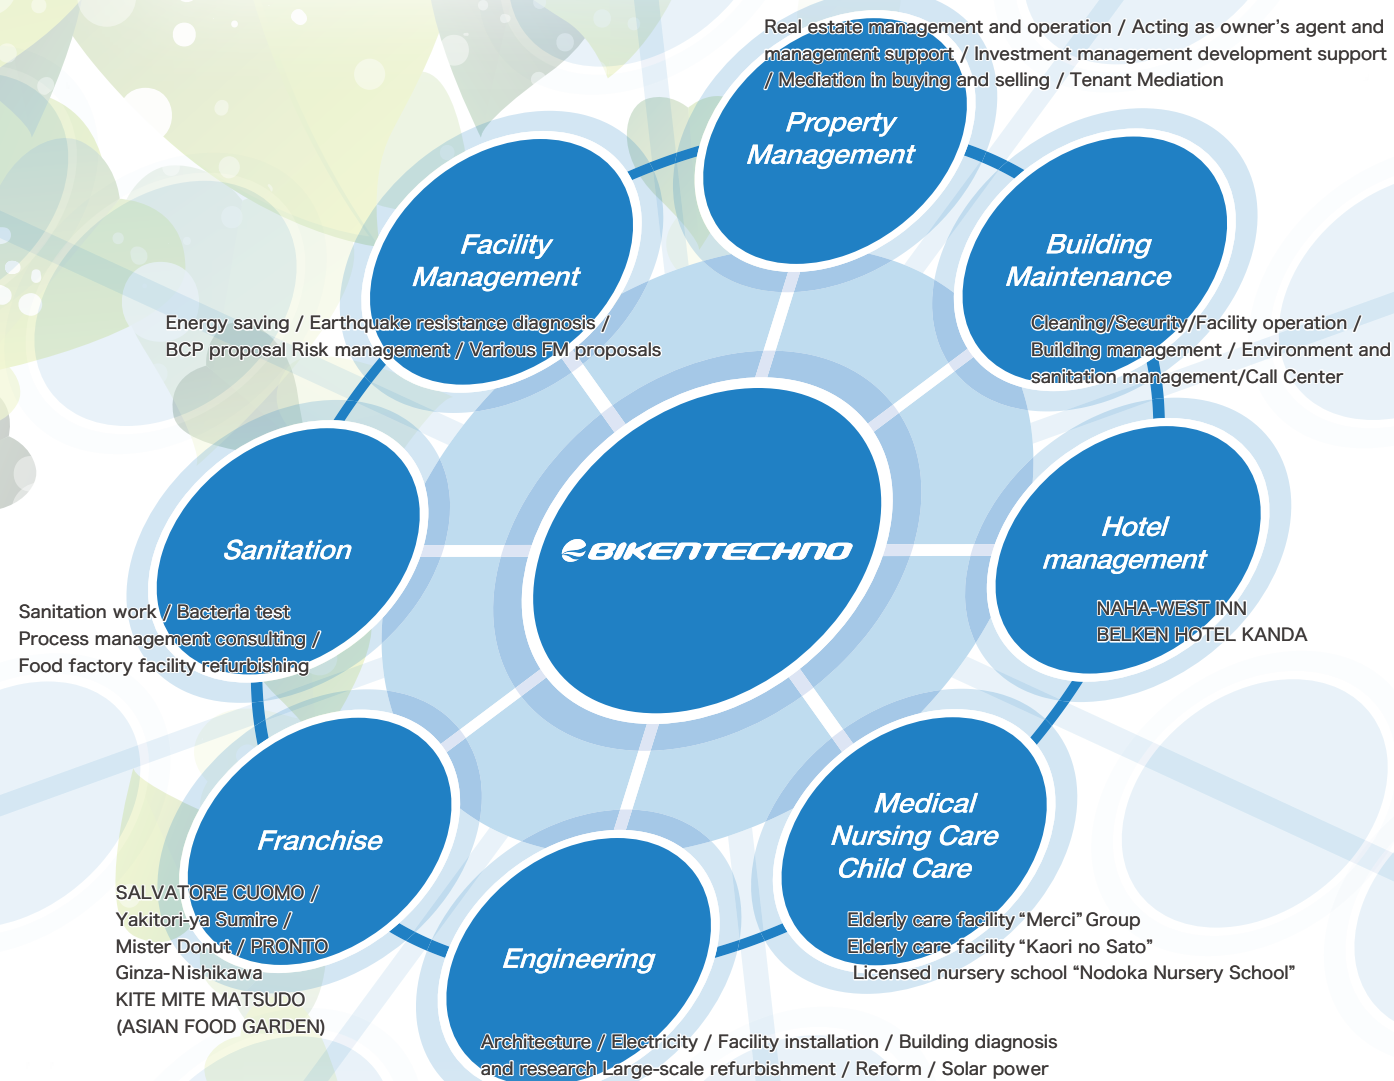 Real estate management and operation / Acting as owner's agent and
management support / Investment management development support
/ Mediation in buying and selling / Tenant Mediation
Property
Management
Facility
Management
Energy saving / Earthquake resistance diagnosis /
BCP proposal Risk management / Various FM proposals
Building
Maintenance
Cleaning/Security/Facility operation /
Building management / Environment and
sanitation management/Call Center
BIKENTECHNO
Sanitation
Sanitation work / Bacteria test
Process management consulting /
Food factory facility refurbishing
Hotel
management
NAHA-WEST INN
BELKEN HOTEL KANDA
Franchise
SALVATORE CUOMO /
Yakitori-ya Sumire /
Mister Donut / PRONTO
Ginza-Nishikawa
KITE MITE MATSUDO
(ASIAN FOOD GARDEN)
Medical
Nursing Care
Child Care
Elderly care facility “Merci” Group
Elderly care facility “Kaori no Sato”
Licensed nursery school “Nodoka Nursery School”
Engineering
Architecture / Electricity / Facility installation / Building diagnosis
and research Large-scale refurbishment / Reform / Solar power